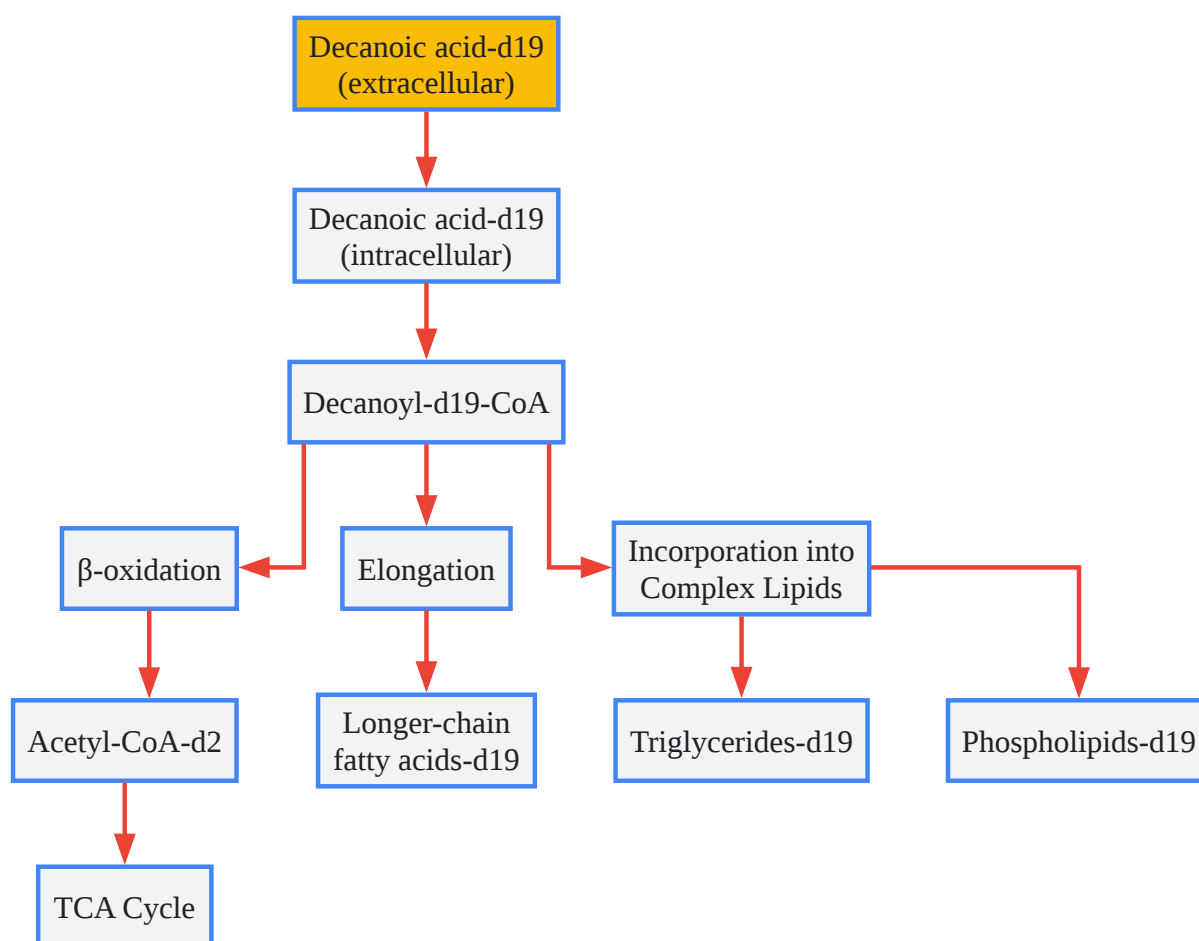 Decanoic acid-d19
(extracellular)
Decanoic acid-d19
(intracellular)
Decanoyl-d19-CoA
β-oxidation
Elongation
Incorporation into
Complex Lipids
Acetyl-CoA-d2
Longer-chain
fatty acids-d19
Triglycerides-d19
Phospholipids-d19
TCA Cycle